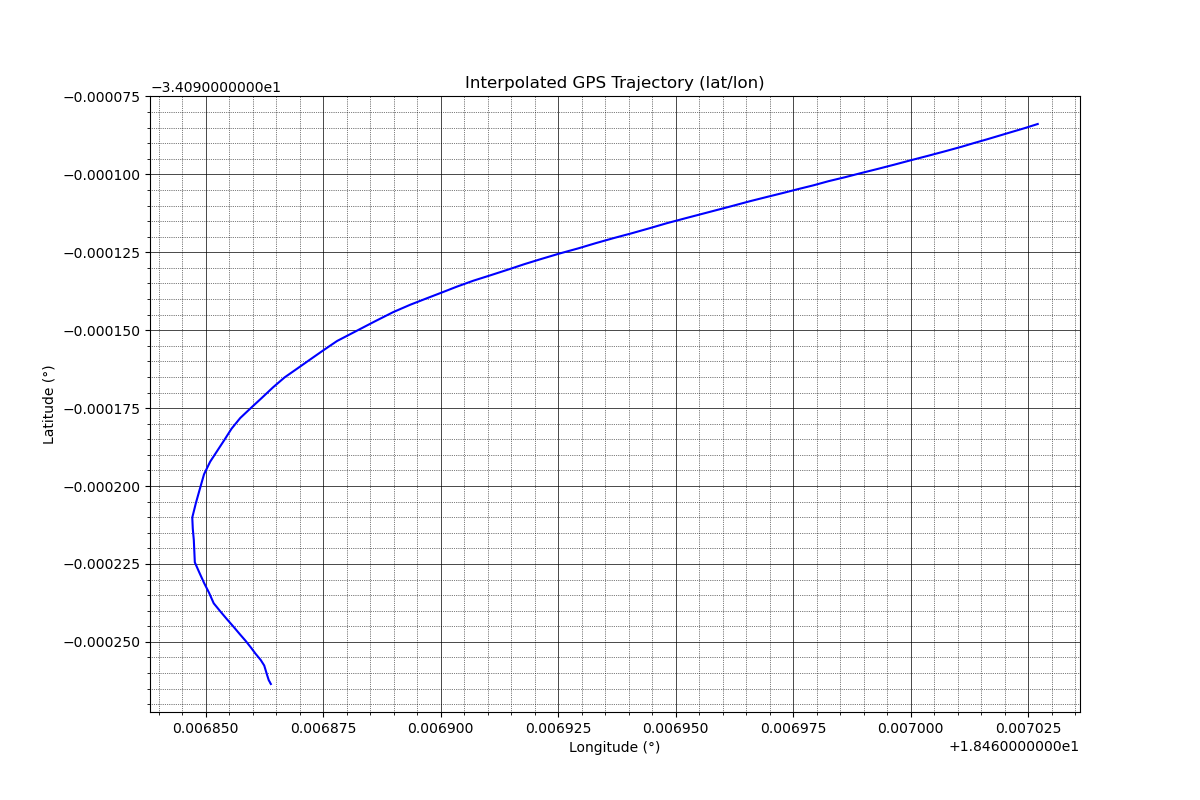 Interpolated GPS Trajectory (lat/lon)
−3.4090000000e1
−0.000075
−0.000100
−0.000125
−0.000150
−0.000175
−0.000200
−0.000225
−0.000250
Latitude (°)
0.006850 0.006875 0.006900 0.006925 0.006950 0.006975 0.007000 0.007025
Longitude (°)
+1.8460000000e1